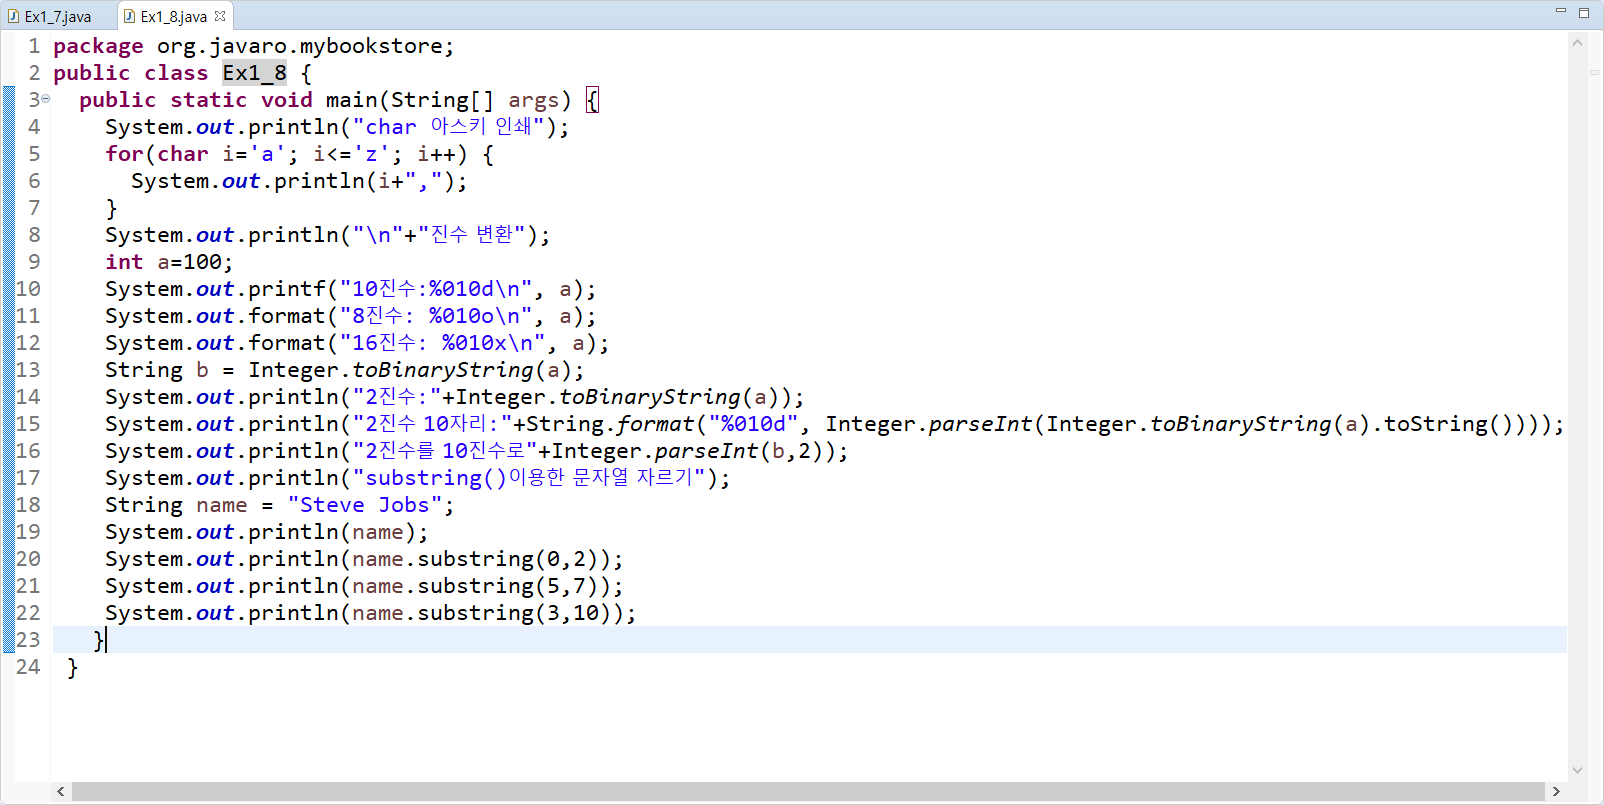 Ex1_7.java Ex1_8.java
1 package org.javaro.mybookstore;
2 public class Ex1_8 {
3 public static void main(String[] args) {
4 System.out.println("char 아스키 인쇄");
5 for(char i='a'; i<='z'; i++) {
6 System.out.println(i+",");
7 }
8 System.out.println("\n"+"진수 변환");
9 int a=100;
10 System.out.printf("10진수:%010d\n", a);
11 System.out.format("8진수: %010o\n", a);
12 System.out.format("16진수: %010x\n", a);
13 String b = Integer.toBinaryString(a);
14 System.out.println("2진수:"+Integer.toBinaryString(a));
15 System.out.println("2진수 10자리:"+String.format("%010d", Integer.parseInt(Integer.toBinaryString(a).toString())));
16 System.out.println("2진수를 10진수로"+Integer.parseInt(b,2));
17 System.out.println("substring()이용한 문자열 자르기");
18 String name = "Steve Jobs";
19 System.out.println(name);
20 System.out.println(name.substring(0,2));
21 System.out.println(name.substring(5,7));
22 System.out.println(name.substring(3,10));
23 }
24 }